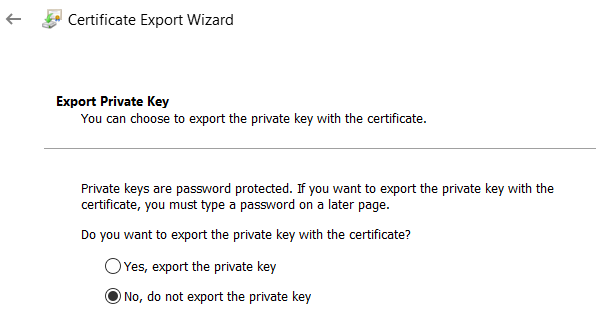 Certificate Export Wizard
Export Private Key
You can choose to export the private key with the certificate.
Private keys are password protected. If you want to export the private key with the
certificate, you must type a password on a later page.
Do you want to export the private key with the certificate?
Yes, export the private key
No, do not export the private key